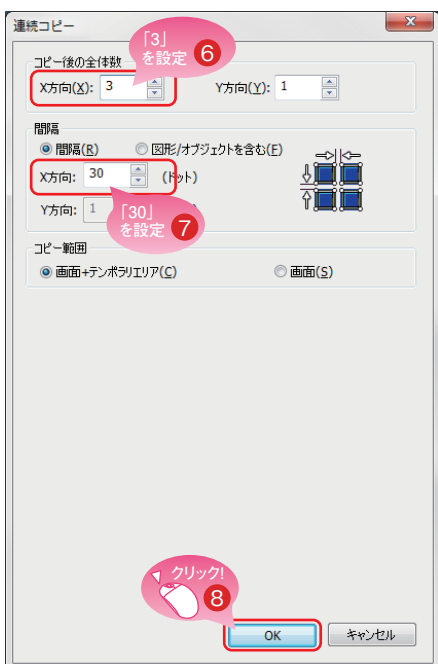 連続コピー
x
「3」
を設定 6
コピー後の全体数
X方向(X): 3 Y方向(Y): 1
間隔
間隔(R) 図形/オブジェクトを含む(F)
X方向: 30 (ドット)
Y方向: 1
「30」
を設定 7
コピー範囲
画面+テンポラリエリア(C) 画面(S)
クリック!
8
OK キャンセル